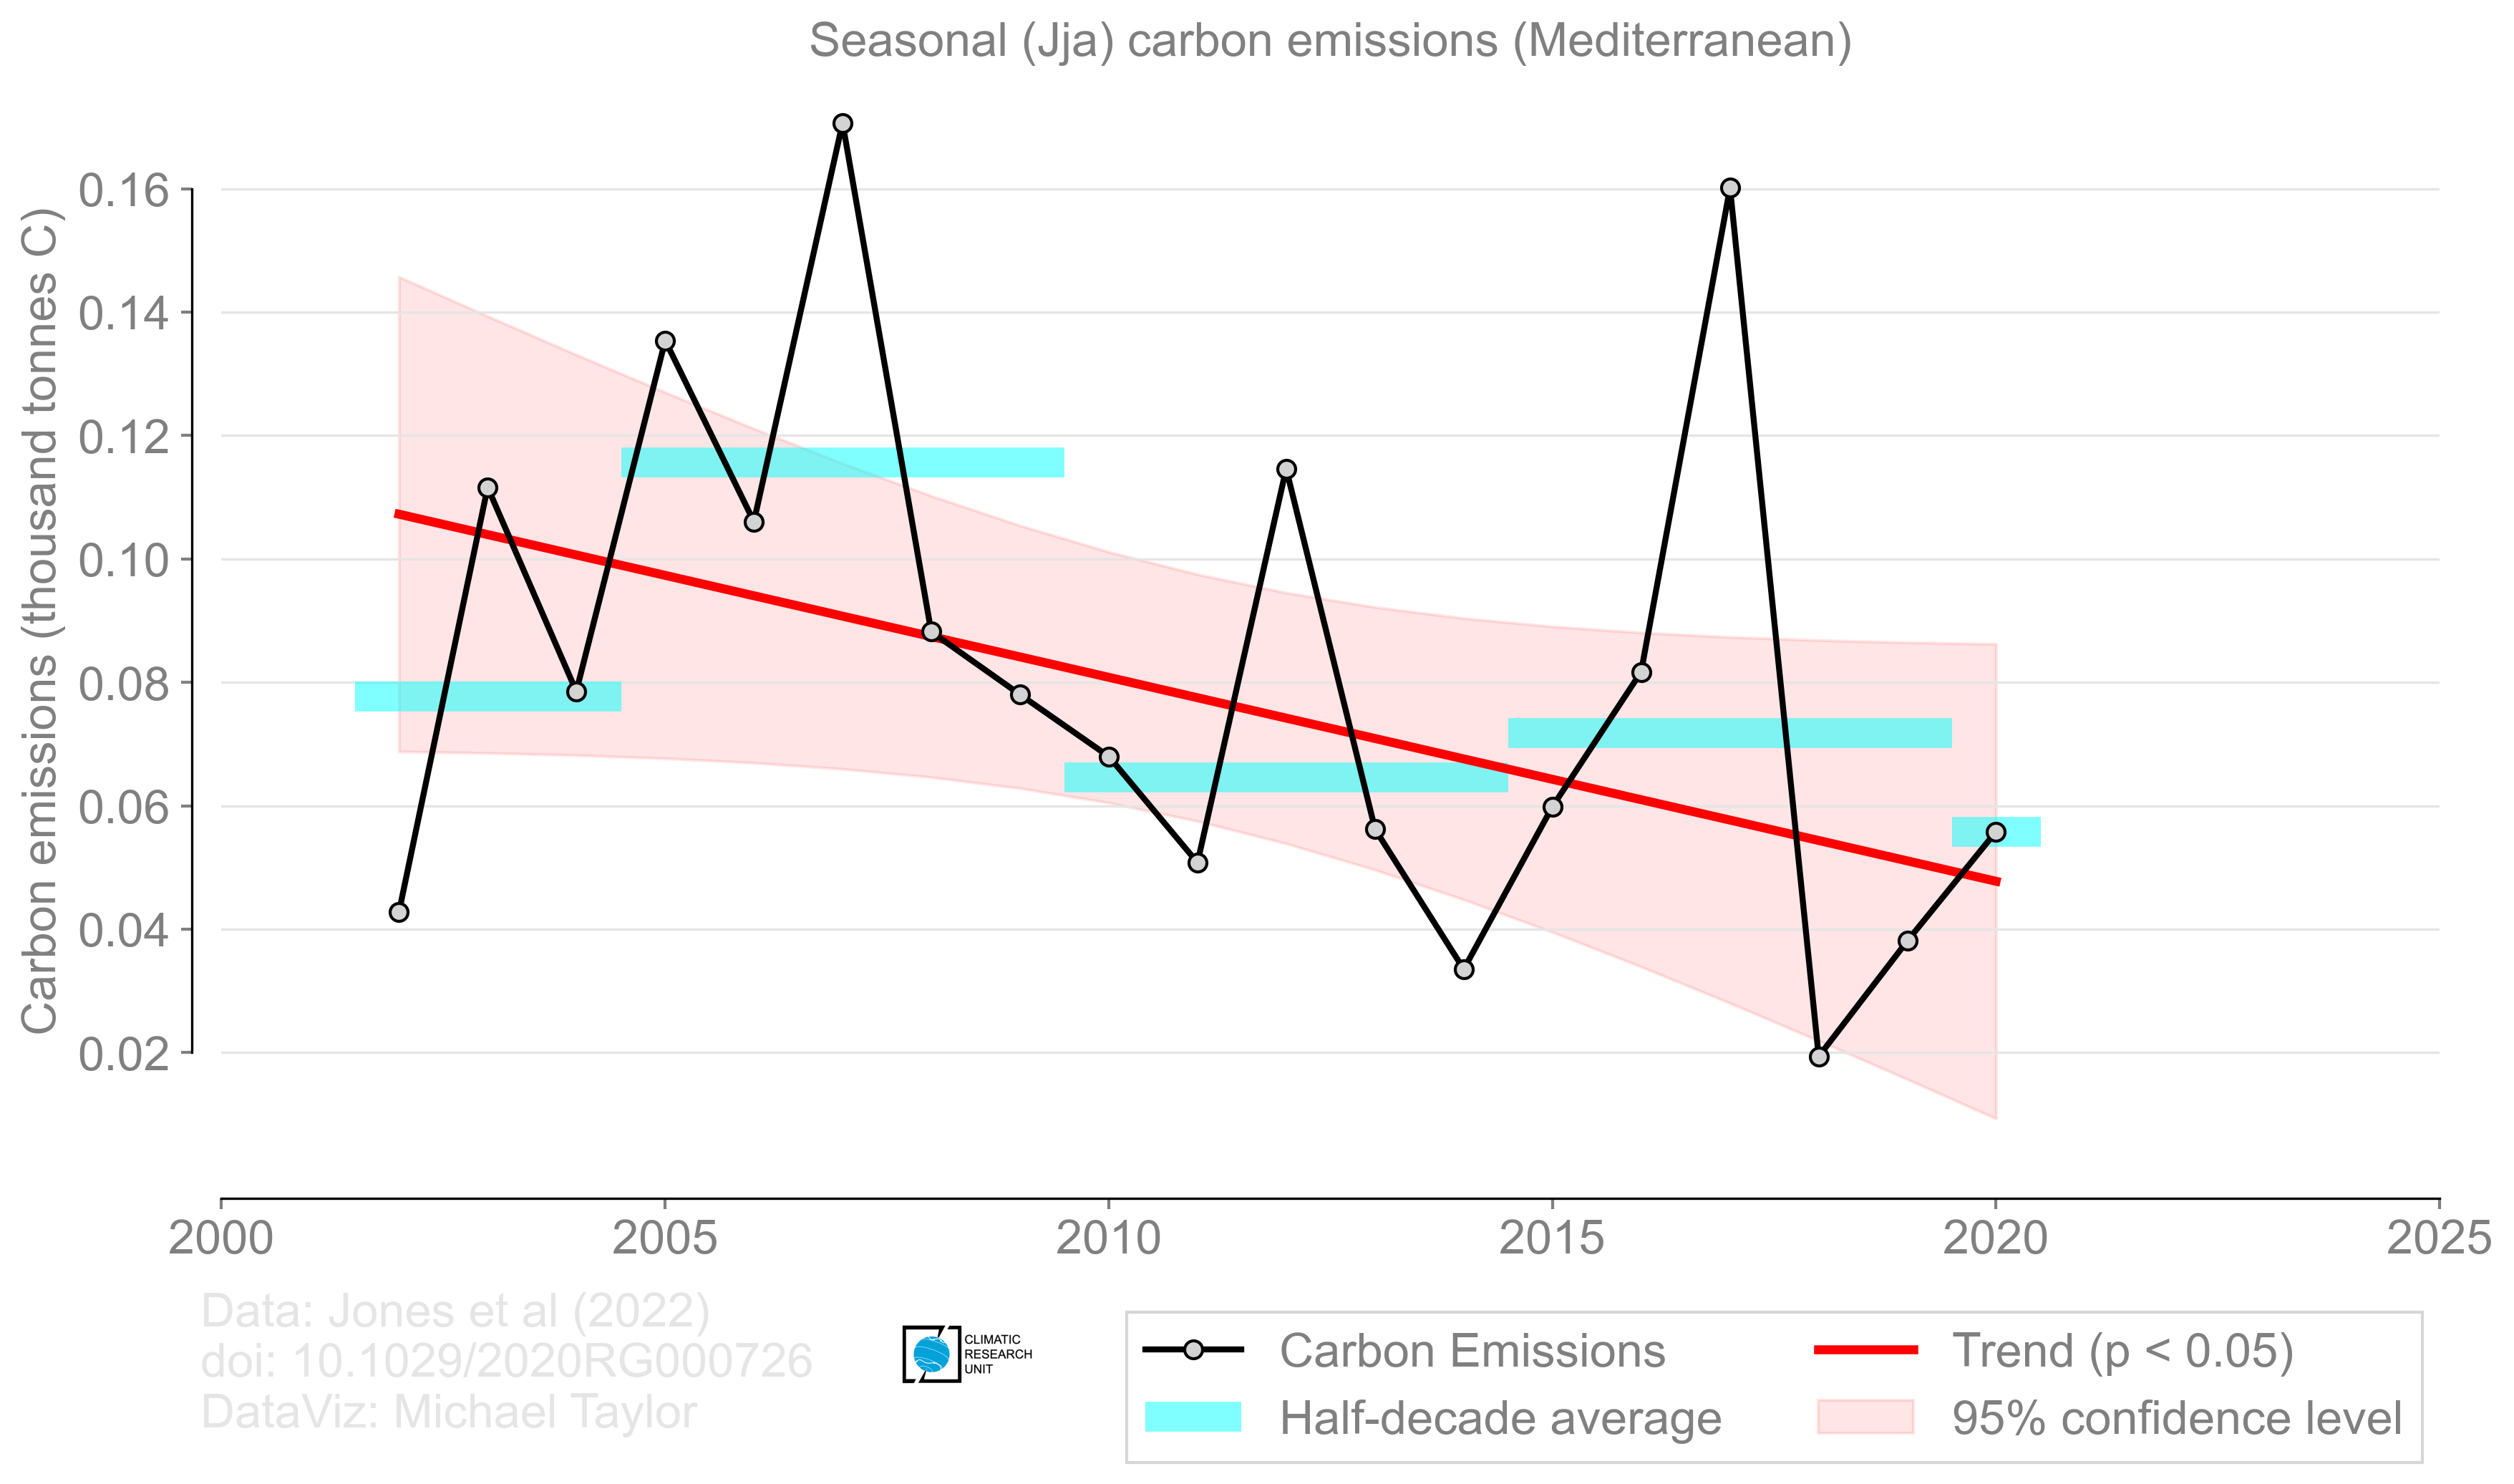 Seasonal (Jja) carbon emissions (Mediterranean)
Carbon emissions (thousand tonnes C)
0.16
0.14
0.12
0.10
0.08
0.06
0.04
0.02
2000 2005 2010 2015 2020 2025
Data: Jones et al (2022)
doi: 10.1029/2020RG000726
DataViz: Michael Taylor
CLIMATIC
RESEARCH
UNIT
Carbon Emissions
Half-decade average
Trend (p < 0.05)
95% confidence level